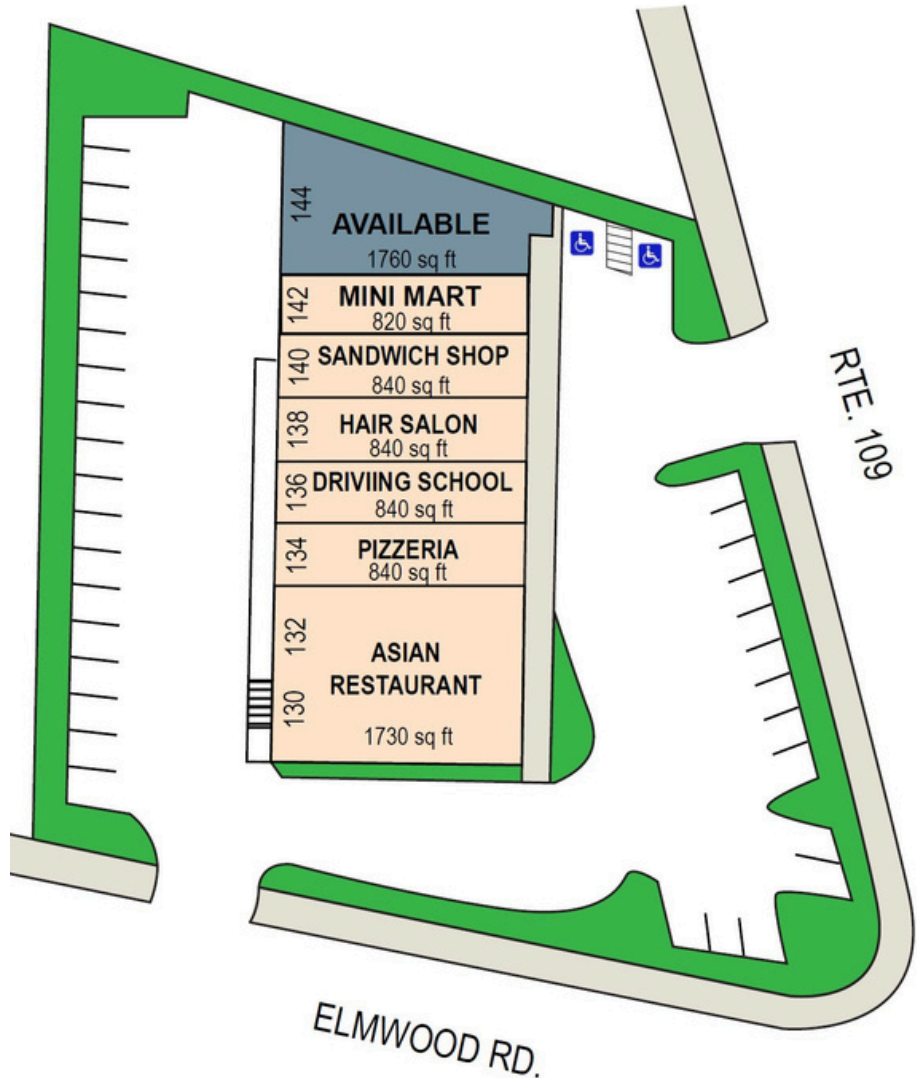 144
AVAILABLE
1760 sq ft
142
MINI MART
820 sq ft
140
SANDWICH SHOP
840 sq ft
138
HAIR SALON
840 sq ft
136
DRIVIING SCHOOL
840 sq ft
134
PIZZERIA
840 sq ft
132
130
ASIAN
RESTAURANT
1730 sq ft
RTE. 109
ELMWOOD RD.